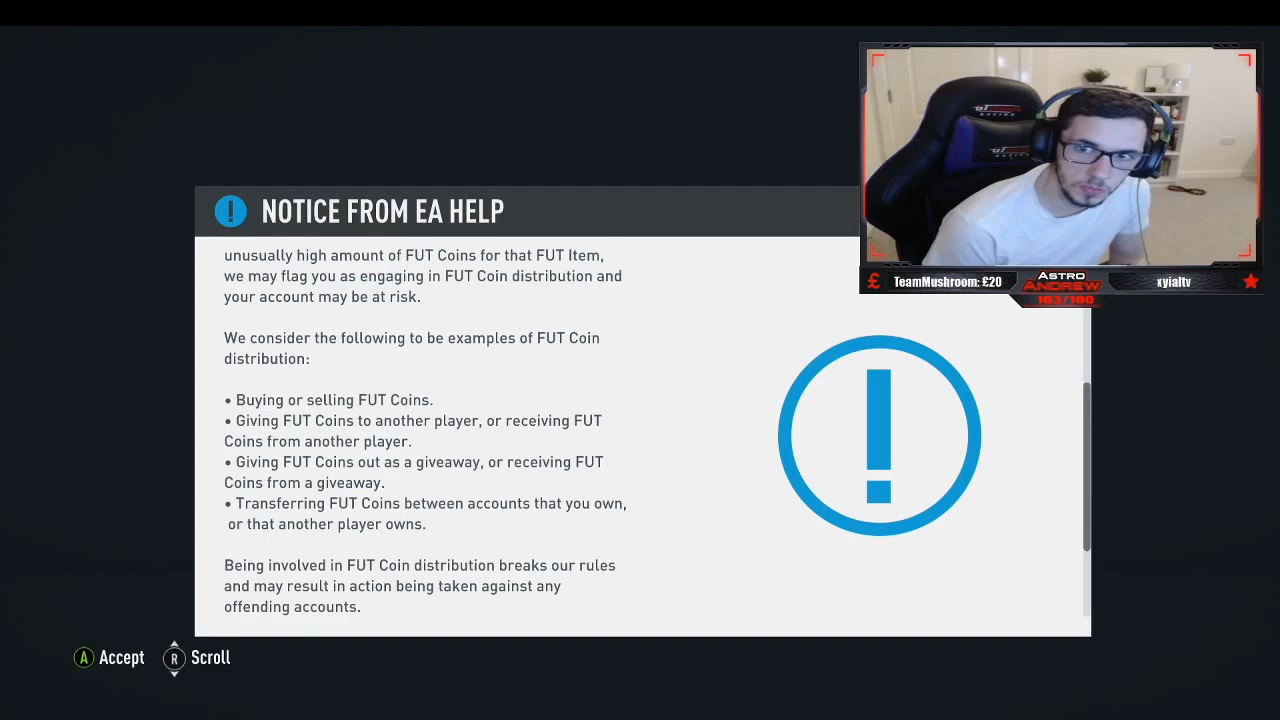 NOTICE FROM EA HELP
unusually high amount of FUT Coins for that FUT Item,
we may flag you as engaging in FUT Coin distribution and
your account may be at risk.
We consider the following to be examples of FUT Coin
distribution:
• Buying or selling FUT Coins.
• Giving FUT Coins to another player, or receiving FUT
Coins from another player.
• Giving FUT Coins out as a giveaway, or receiving FUT
Coins from a giveaway.
• Transferring FUT Coins between accounts that you own,
or that another player owns.
Being involved in FUT Coin distribution breaks our rules
and may result in action being taken against any
offending accounts.
A Accept R Scroll
£ TeamMushroom: £20
ASTRO
ANDREW
183/180
xyialtv
GT
RACING